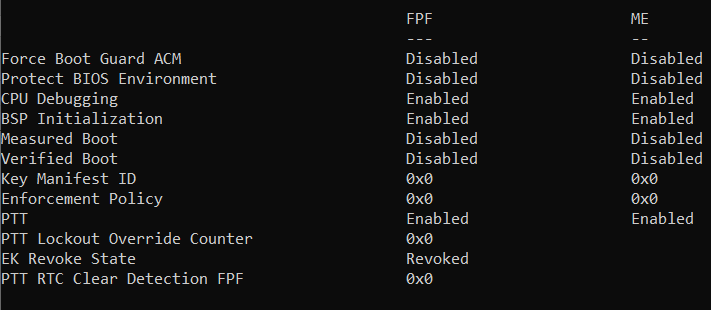 FPF ME
--- --
Force Boot Guard ACM Disabled Disabled
Protect BIOS Environment Disabled Disabled
CPU Debugging Enabled Enabled
BSP Initialization Enabled Enabled
Measured Boot Disabled Disabled
Verified Boot Disabled Disabled
Key Manifest ID 0x0 0x0
Enforcement Policy 0x0 0x0
PTT Enabled Enabled
PTT Lockout Override Counter 0x0
EK Revoke State Revoked
PTT RTC Clear Detection FPF 0x0